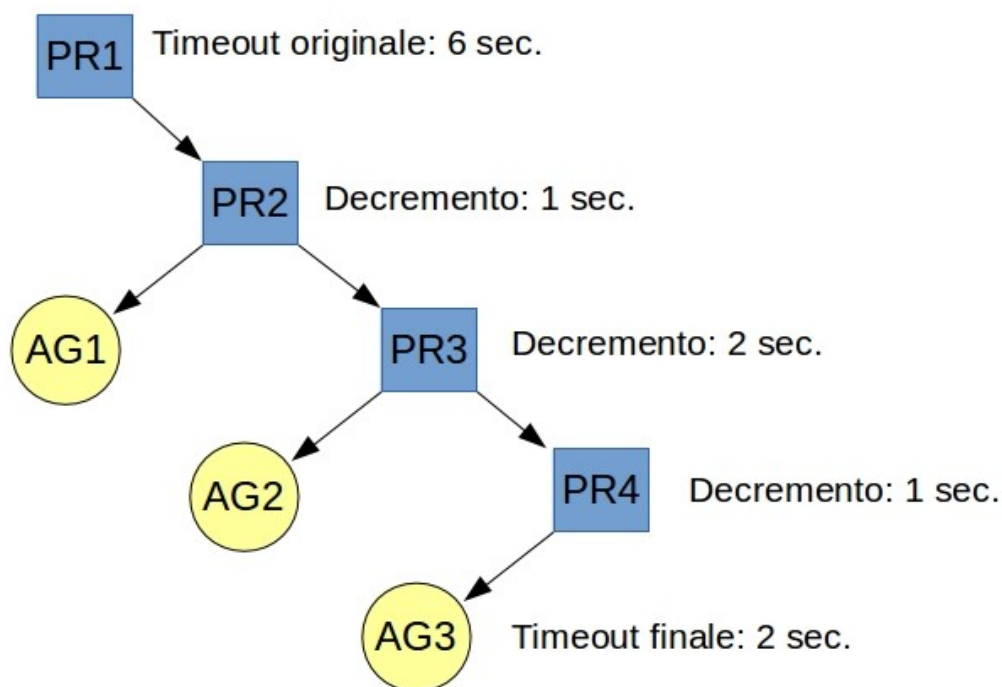 PR1
Timeout originale: 6 sec.
PR2
Decremento: 1 sec.
AG1
PR3
Decremento: 2 sec.
AG2
PR4
Decremento: 1 sec.
AG3
Timeout finale: 2 sec.